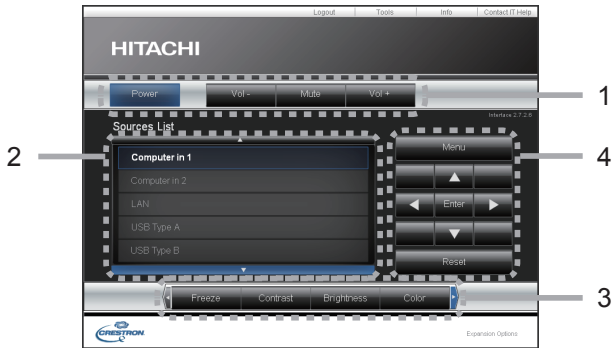 Logout Tools Info Contact IT Help
HITACHI
Power Vol - Mute Vol +
1
Interface 2.7.2.6
Sources List
2
Computer in 1
Computer in 2
LAN
USB Type A
USB Type B
Menu
4
Enter
Reset
Freeze Contrast Brightness Color
3
CRESTRON
Expansion Options